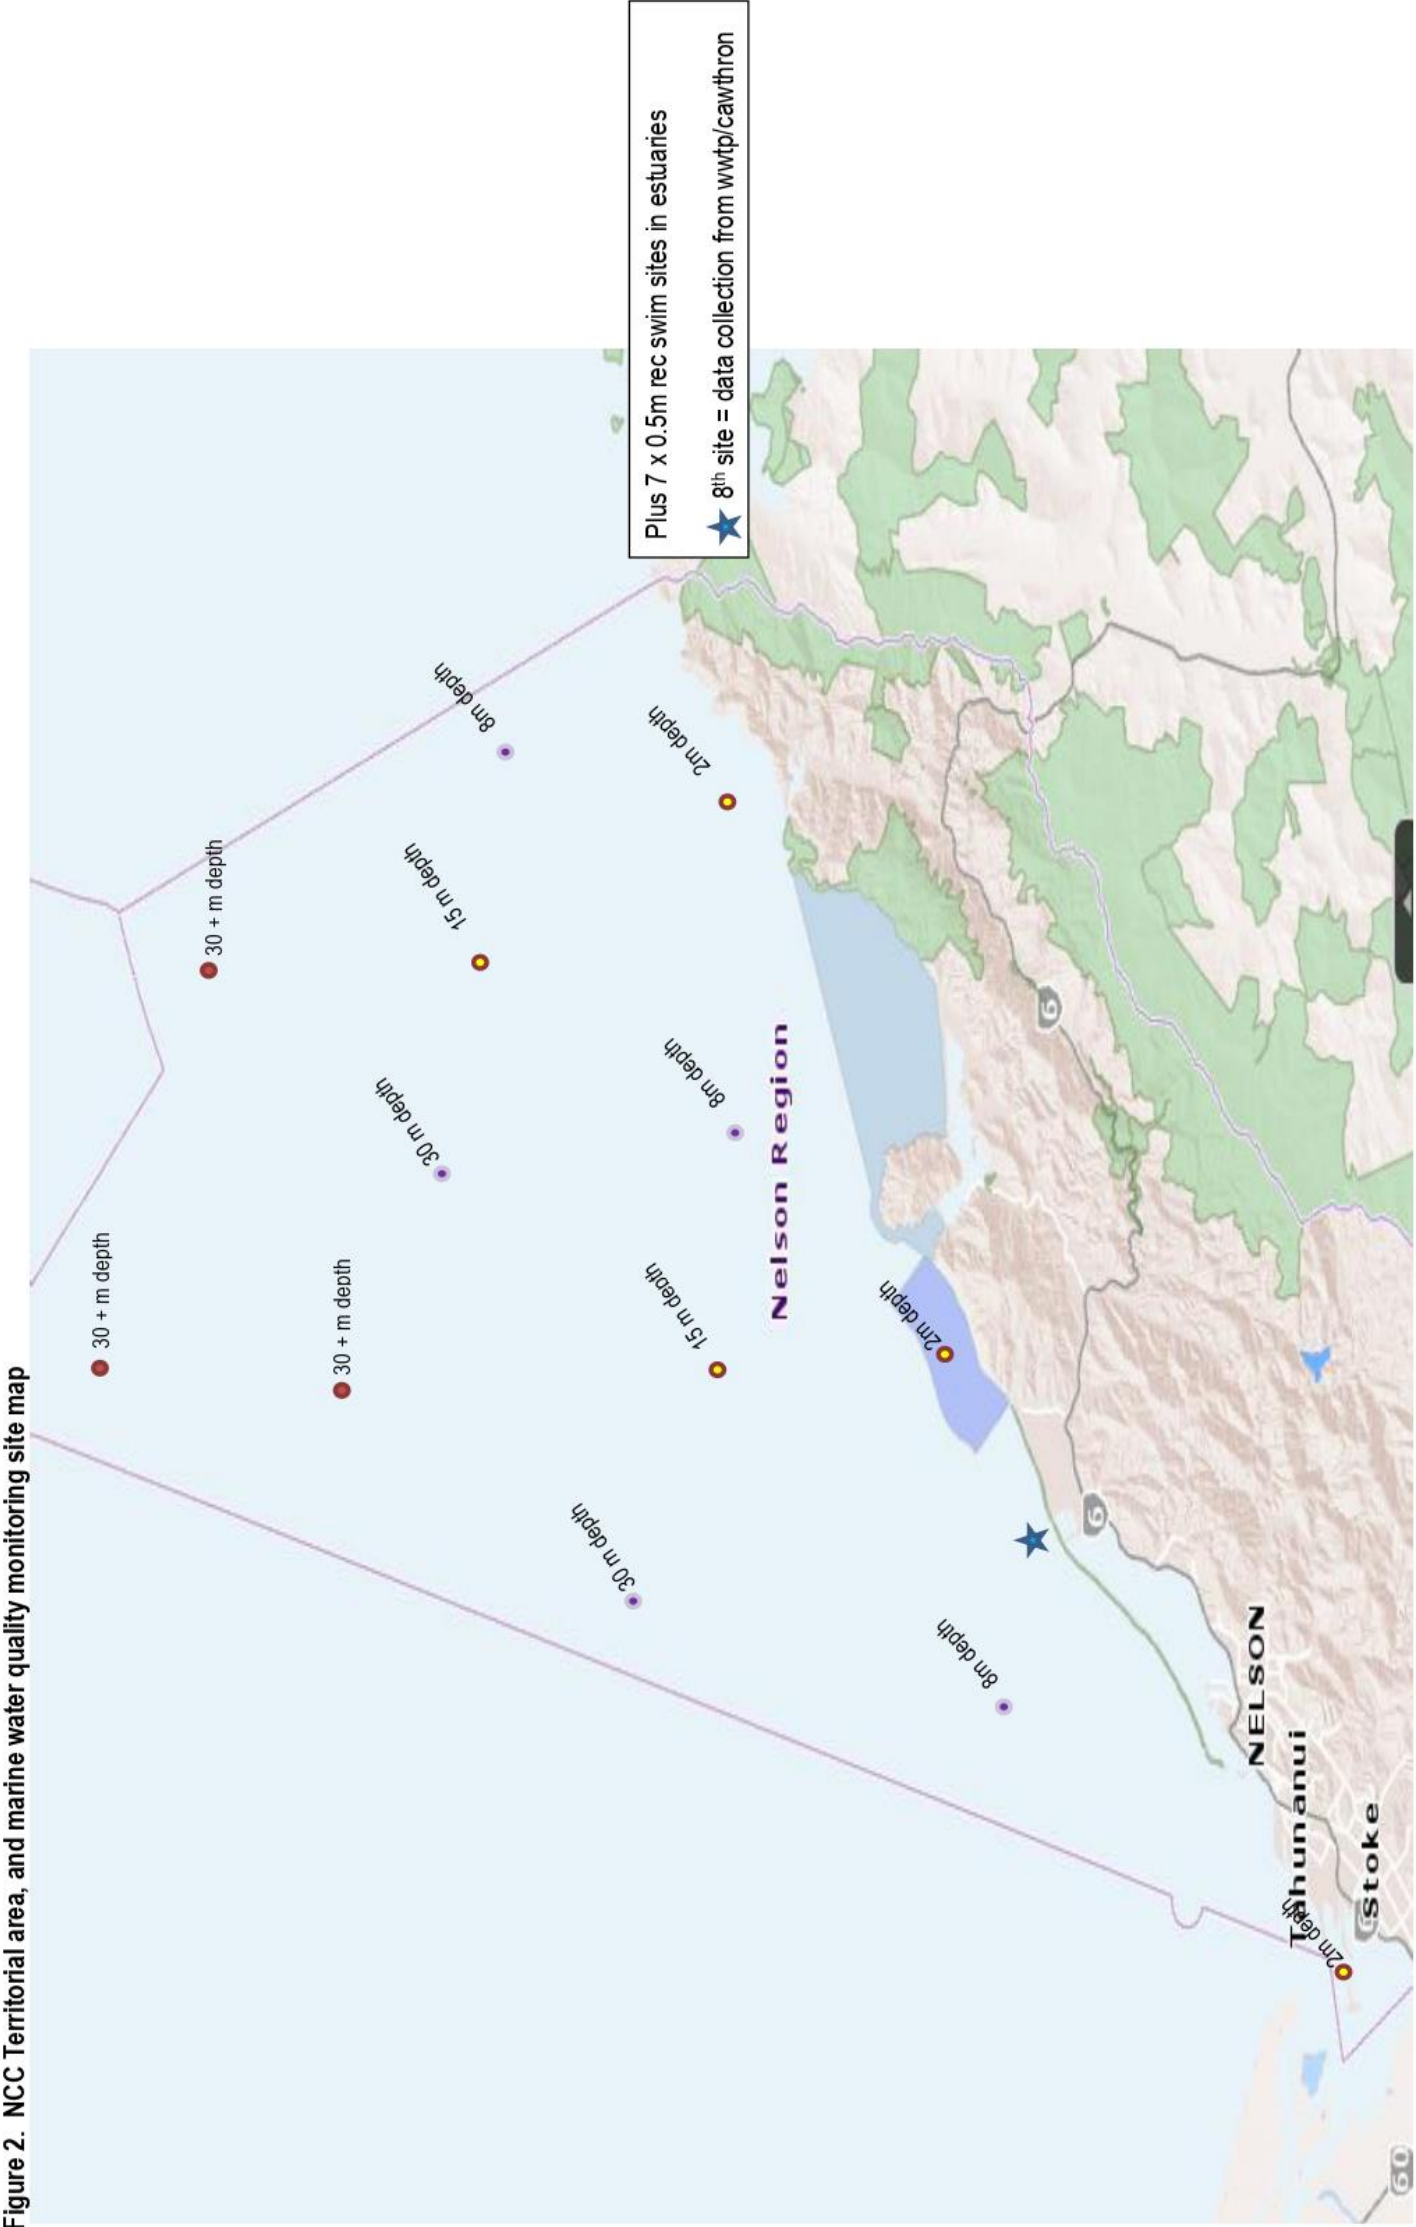 Figure 2. NCC Territorial area, and marine water quality monitoring site map
30 + m depth
30 + m depth
30 + m depth
30 m depth
15 m depth
8m depth
30 m depth
Plus 7 x 0.5m rec swim sites in estuaries
8th site = data collection from wwtp/cawthron
15 m depth
8m depth
2m depth
Nelson Region
2m depth
8m depth
6
6
NELSON
Tahunanui
2m depth
Stoke
60